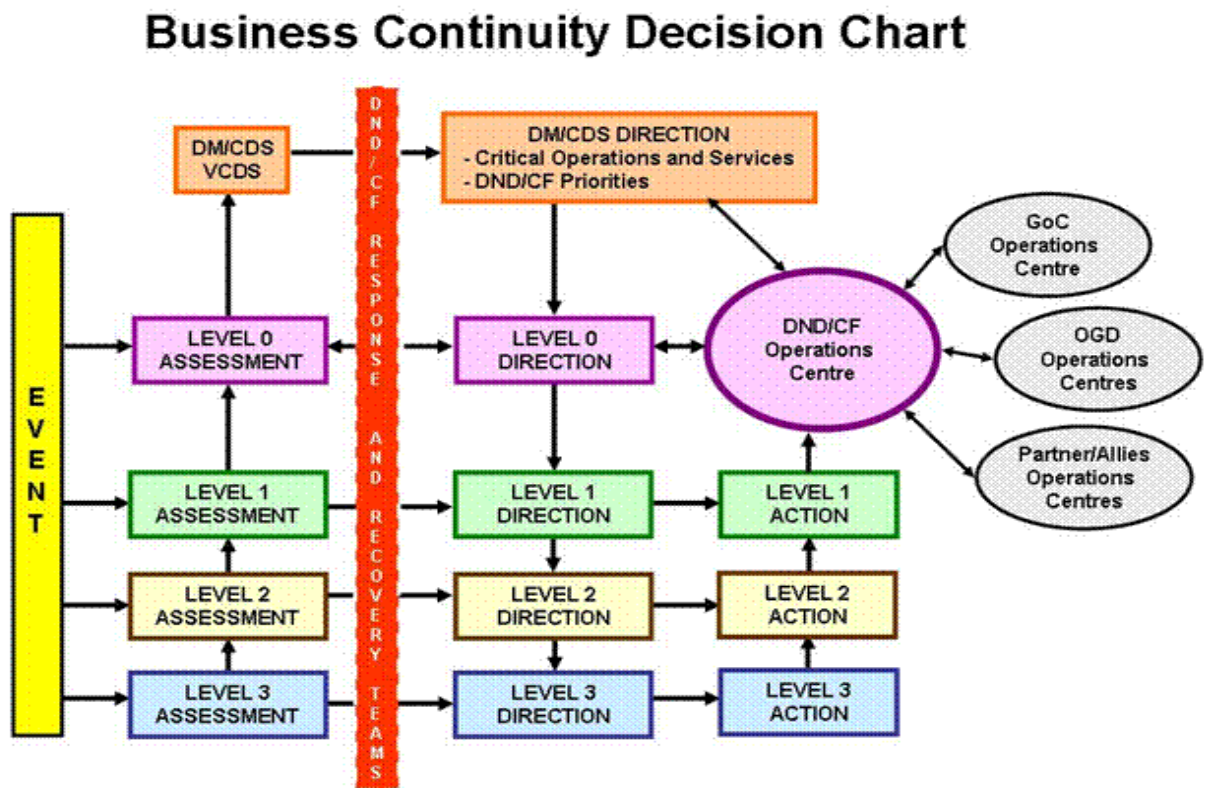 Business Continuity Decision Chart
EVENT
DM/CDS
VCDS
LEVEL 0
ASSESSMENT
LEVEL 1
ASSESSMENT
LEVEL 2
ASSESSMENT
LEVEL 3
ASSESSMENT
DND/CF RESPONSE AND RECOVERY TEAMS
DM/CDS DIRECTION
- Critical Operations and Services
- DND/CF Priorities
LEVEL 0
DIRECTION
LEVEL 1
DIRECTION
LEVEL 2
DIRECTION
LEVEL 3
DIRECTION
DND/CF
Operations
Centre
LEVEL 1
ACTION
LEVEL 2
ACTION
LEVEL 3
ACTION
GoC
Operations
Centre
OGD
Operations
Centres
Partner/Allies
Operations
Centres